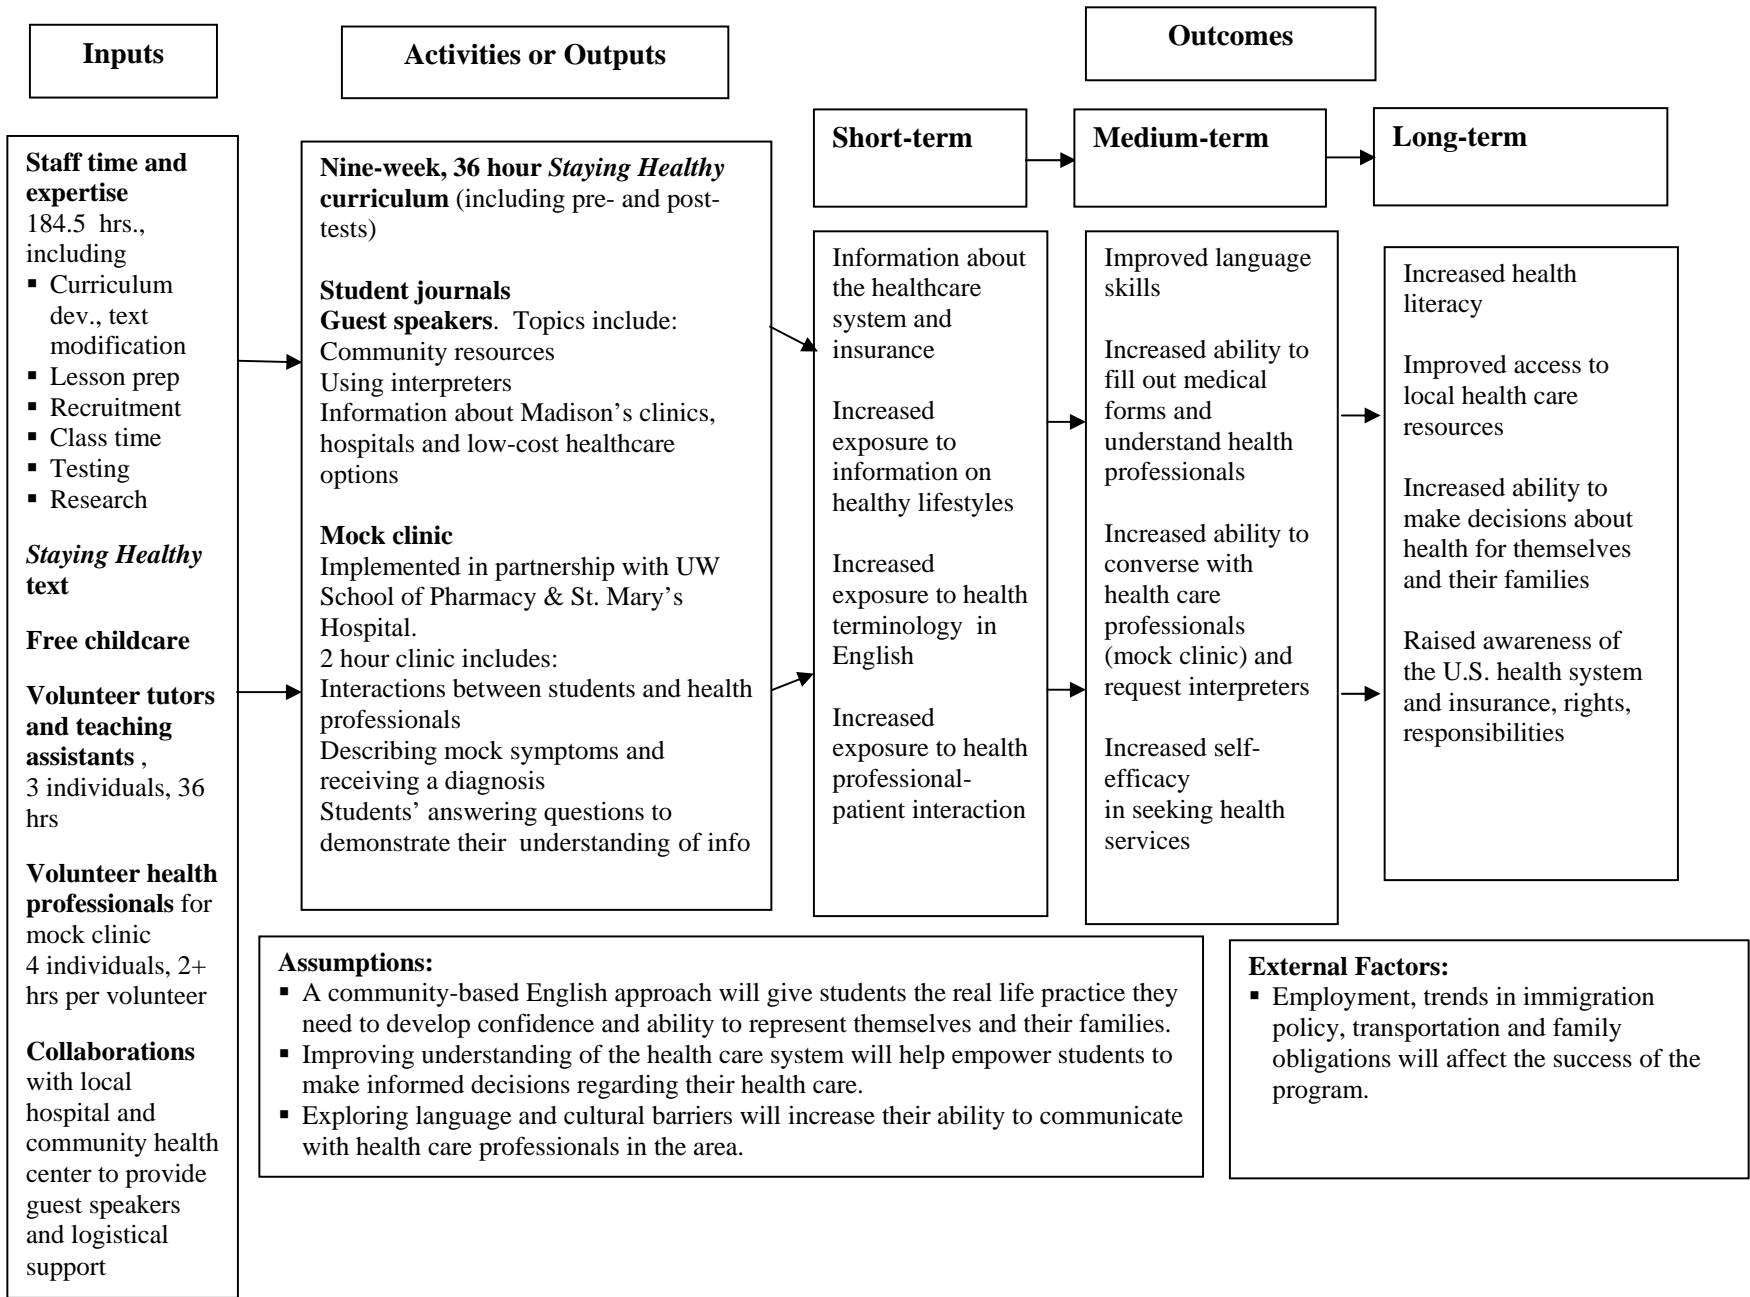 Inputs
Activities or Outputs
Outcomes
Short-term
Medium-term
Long-term
Staff time and
expertise
184.5 hrs.,
including
▪ Curriculum
dev., text
modification
▪ Lesson prep
▪ Recruitment
▪ Class time
▪ Testing
▪ Research
Staying Healthy
text
Free childcare
Volunteer tutors
and teaching
assistants ,
3 individuals, 36
hrs
Volunteer health
professionals for
mock clinic
4 individuals, 2+
hrs per volunteer
Collaborations
with local
hospital and
community health
center to provide
guest speakers
and logistical
support
Nine-week, 36 hour Staying Healthy
curriculum (including pre- and post-
tests)
Student journals
Guest speakers. Topics include:
Community resources
Using interpreters
Information about Madison’s clinics,
hospitals and low-cost healthcare
options
Mock clinic
Implemented in partnership with UW
School of Pharmacy & St. Mary’s
Hospital.
2 hour clinic includes:
Interactions between students and health
professionals
Describing mock symptoms and
receiving a diagnosis
Students’ answering questions to
demonstrate their understanding of info
Information about
the healthcare
system and
insurance
Increased
exposure to
information on
healthy lifestyles
Increased
exposure to health
terminology in
English
Increased
exposure to health
professional-
patient interaction
Improved language
skills
Increased ability to
fill out medical
forms and
understand health
professionals
Increased ability to
converse with
health care
professionals
(mock clinic) and
request interpreters
Increased self-
efficacy
in seeking health
services
Increased health
literacy
Improved access to
local health care
resources
Increased ability to
make decisions about
health for themselves
and their families
Raised awareness of
the U.S. health system
and insurance, rights,
responsibilities
Assumptions:
▪ A community-based English approach will give students the real life practice they
need to develop confidence and ability to represent themselves and their families.
▪ Improving understanding of the health care system will help empower students to
make informed decisions regarding their health care.
▪ Exploring language and cultural barriers will increase their ability to communicate
with health care professionals in the area.
External Factors:
▪ Employment, trends in immigration
policy, transportation and family
obligations will affect the success of the
program.